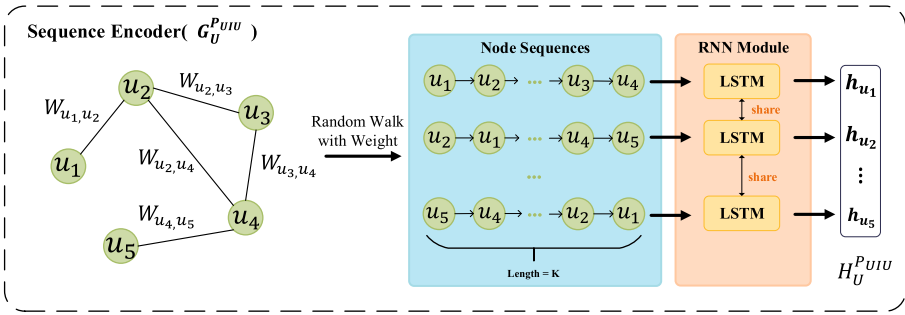 Sequence Encoder( G_U^{P_{UIU}} )
W_{u_1,u_2}
u_2
W_{u_2,u_3}
u_3
u_1
W_{u_2,u_4}
W_{u_3,u_4}
W_{u_4,u_5}
u_4
u_5
Random Walk
with Weight
Node Sequences
u_1 u_2 ... u_3 u_4
u_2 u_1 ... u_4 u_5
...
u_5 u_4 ... u_2 u_1
Length = K
RNN Module
LSTM
share
LSTM
share
LSTM
h_{u_1}
h_{u_2}
⋮
h_{u_5}
H_U^{P_{UIU}}